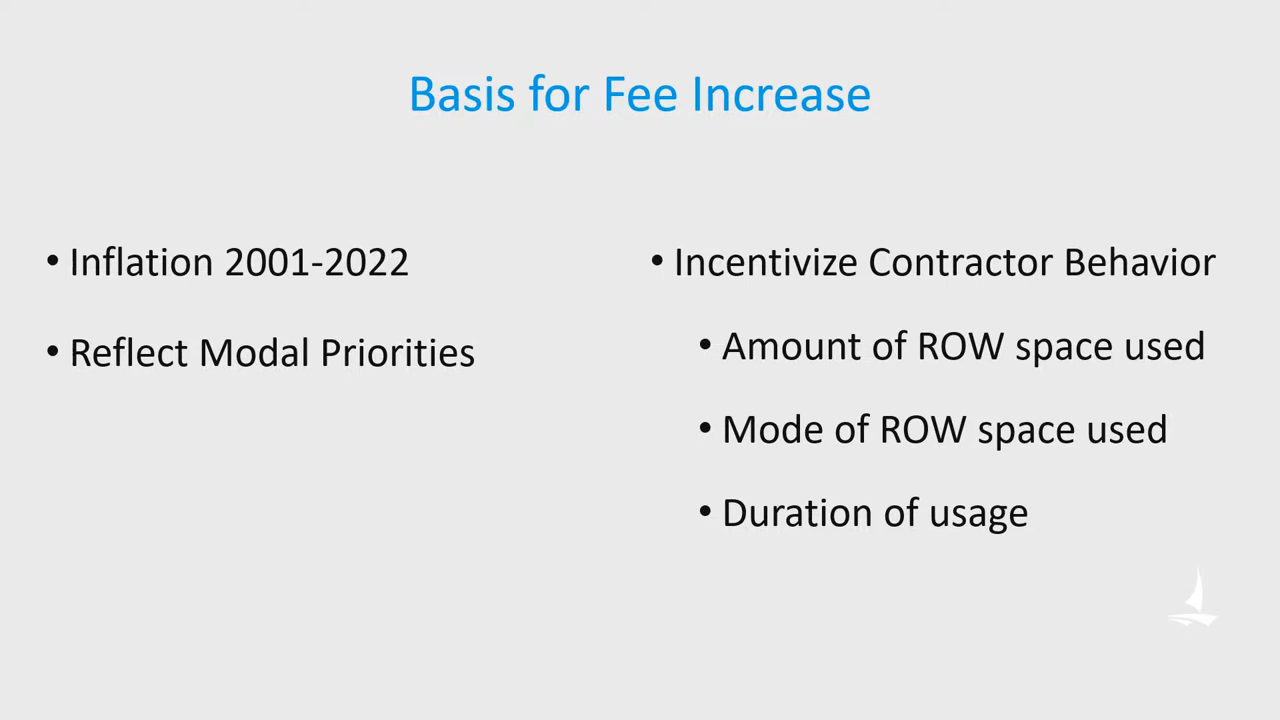 Basis for Fee Increase
• Inflation 2001-2022
• Reflect Modal Priorities
• Incentivize Contractor Behavior
• Amount of ROW space used
• Mode of ROW space used
• Duration of usage